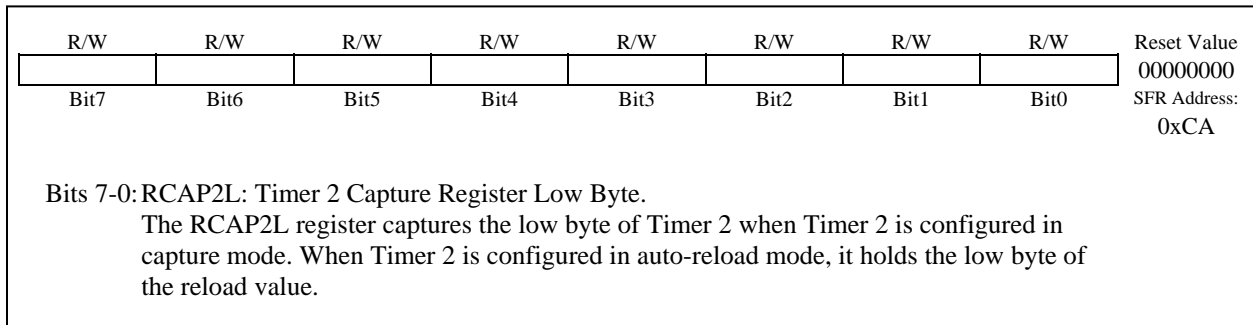 R/W R/W R/W R/W R/W R/W R/W R/W Reset Value
00000000
Bit7 Bit6 Bit5 Bit4 Bit3 Bit2 Bit1 Bit0 SFR Address:
0xCA
Bits 7-0: RCAP2L: Timer 2 Capture Register Low Byte.
The RCAP2L register captures the low byte of Timer 2 when Timer 2 is configured in
capture mode. When Timer 2 is configured in auto-reload mode, it holds the low byte of
the reload value.